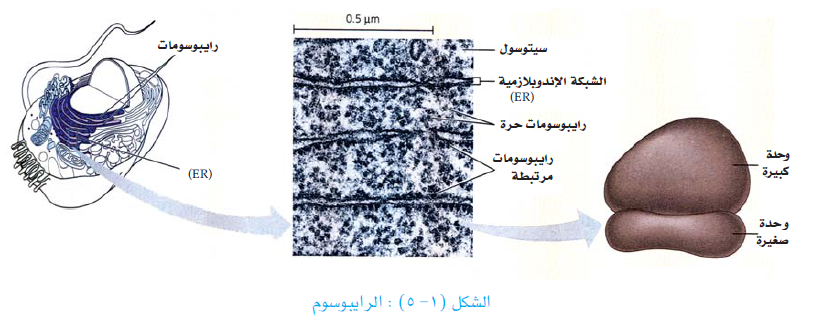 0.5 µm
رايبوسومات
(ER)
سيتوسول
الشبكة الإندوبلازمية
(ER)
رايبوسومات حرة
رايبوسومات
مرتبطة
وحدة
كبيرة
وحدة
صغيرة
الشكل (١- ٥) : الرايبوسوم